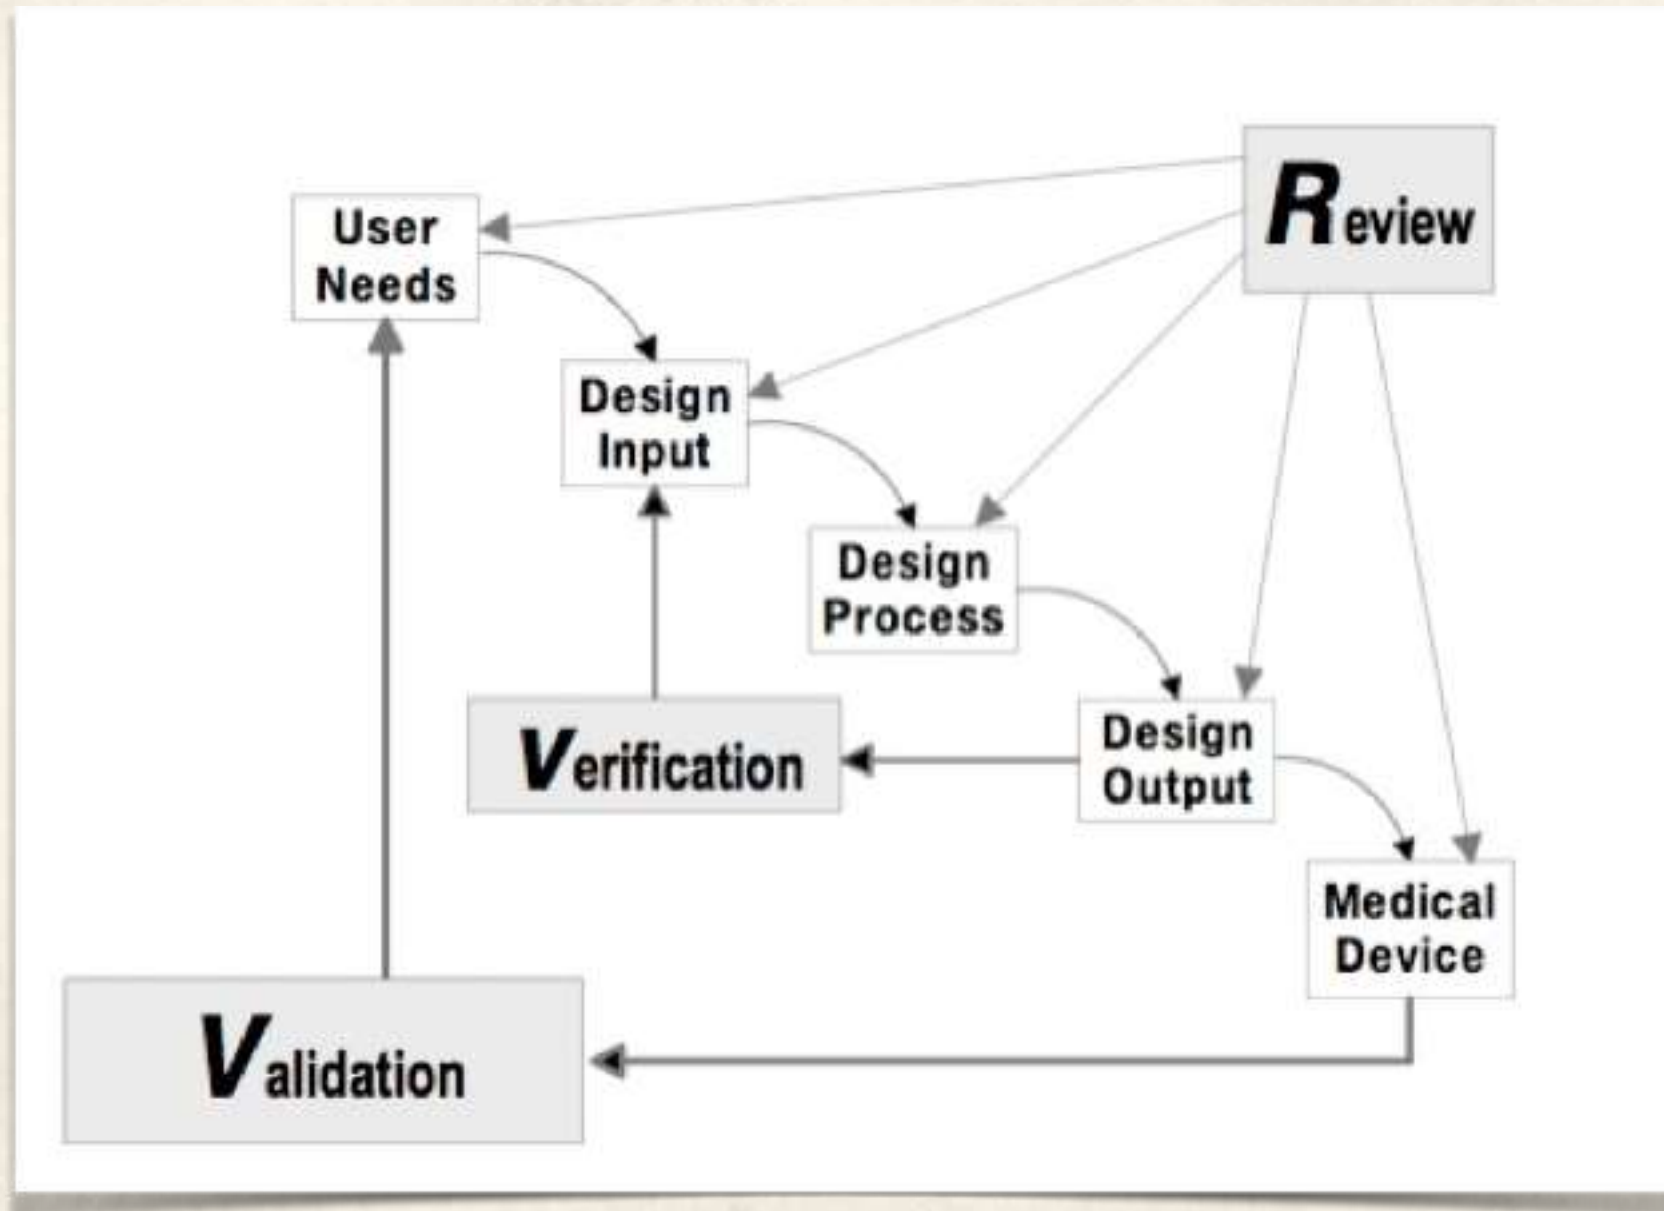 Review
User
Needs
Design
Input
Design
Process
Verification
Design
Output
Medical
Device
Validation